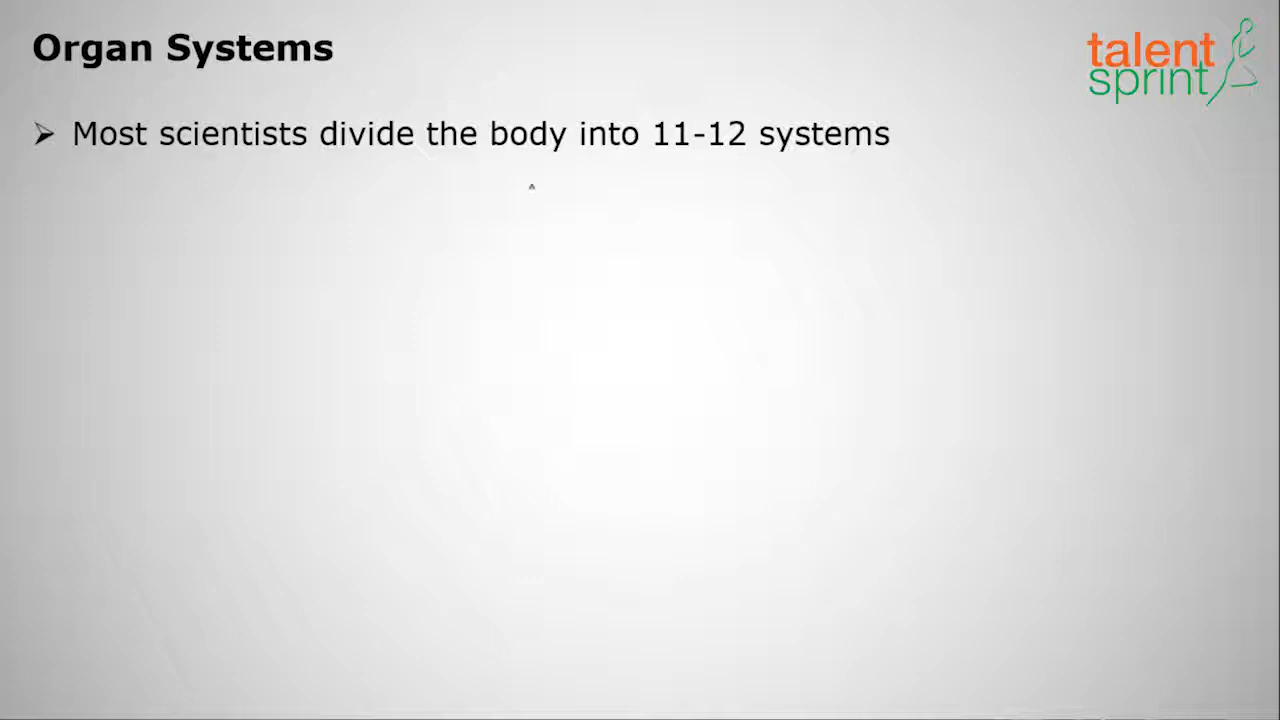 Organ Systems
talent
sprint
Most scientists divide the body into 11-12 systems